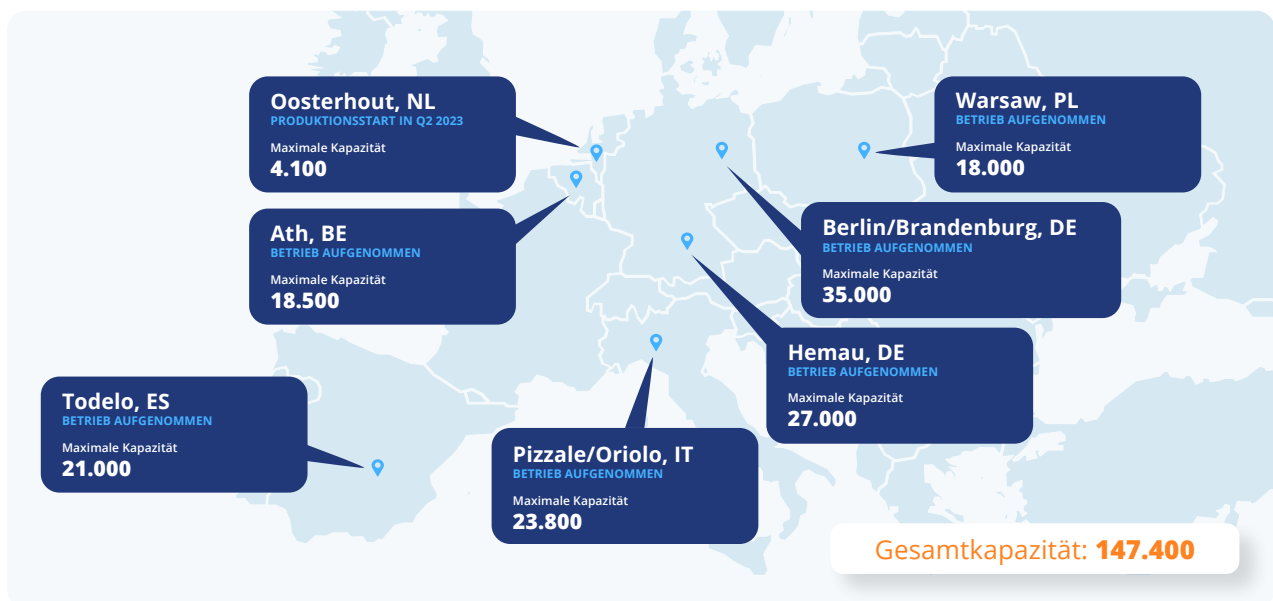 Oosterhout, NL
PRODUKTIONSSTART IN Q2 2023
Maximale Kapazität
4.100
Warsaw, PL
BETRIEB AUFGENOMMEN
Maximale Kapazität
18.000
Ath, BE
BETRIEB AUFGENOMMEN
Maximale Kapazität
18.500
Berlin/Brandenburg, DE
BETRIEB AUFGENOMMEN
Maximale Kapazität
35.000
Hemau, DE
BETRIEB AUFGENOMMEN
Maximale Kapazität
27.000
Todelo, ES
BETRIEB AUFGENOMMEN
Maximale Kapazität
21.000
Pizzale/Oriolo, IT
BETRIEB AUFGENOMMEN
Maximale Kapazität
23.800
Gesamtkapazität: 147.400